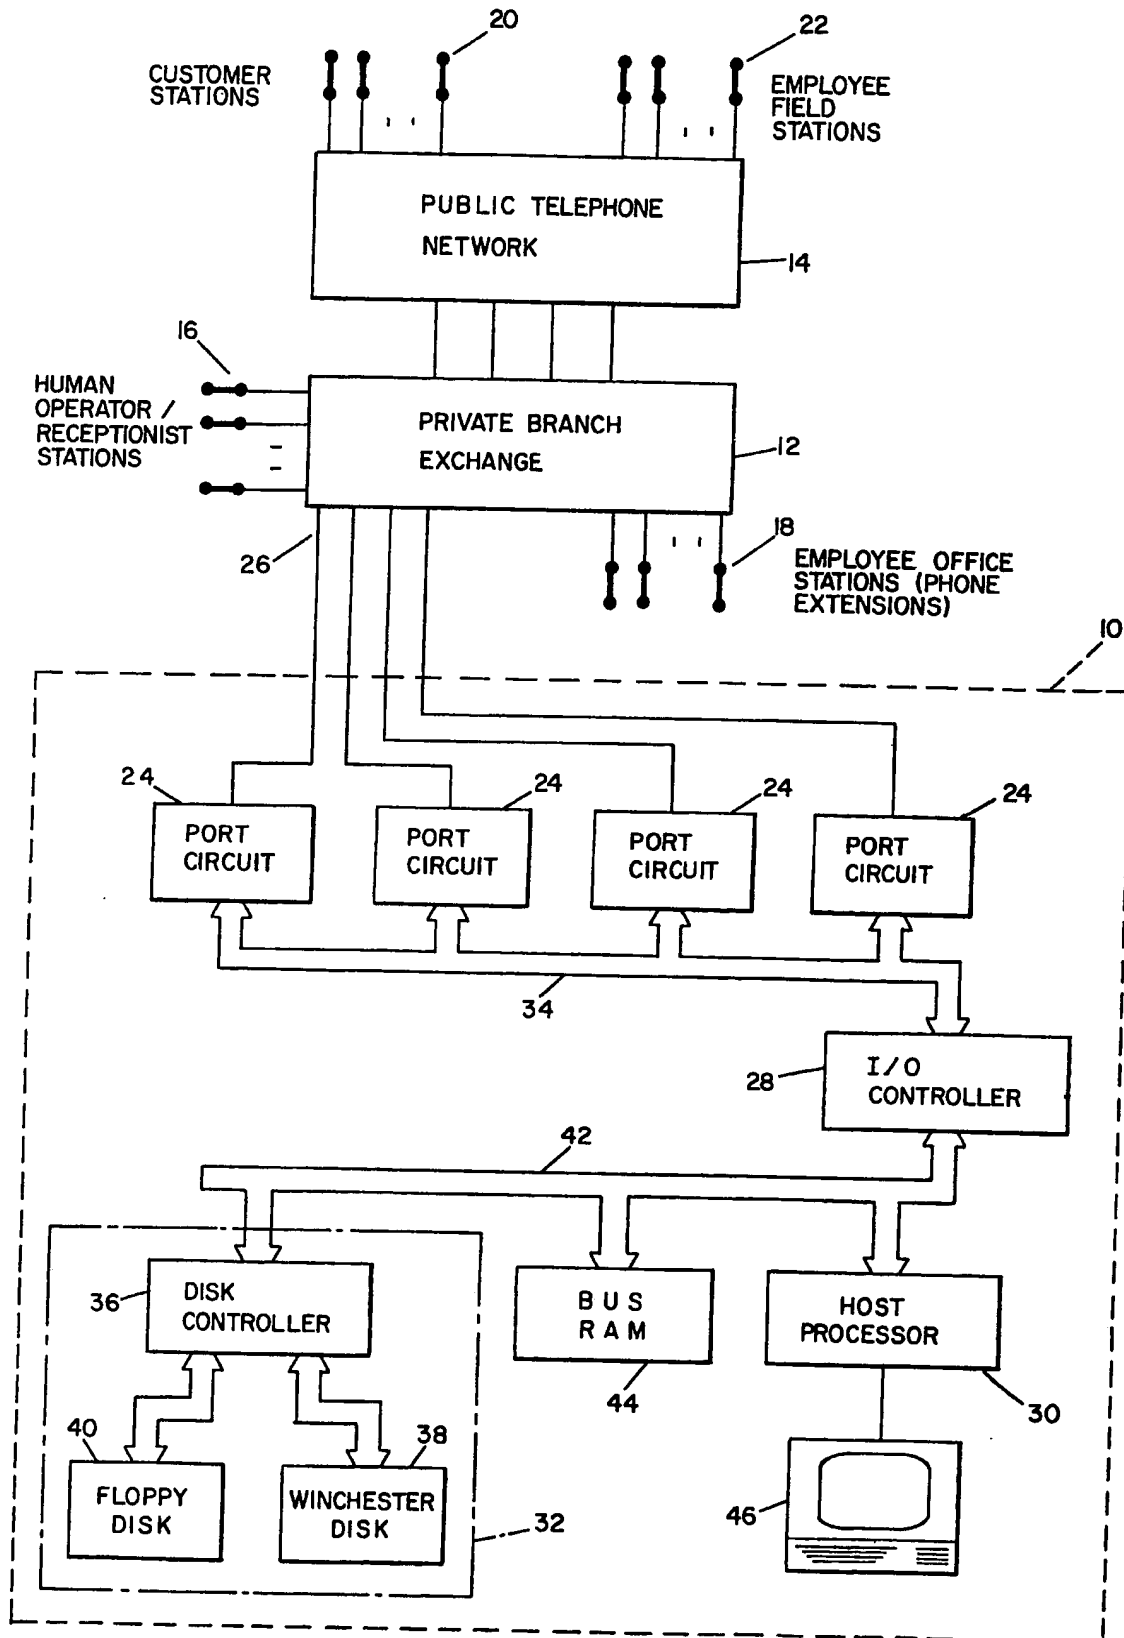 20
22
CUSTOMER
STATIONS
EMPLOYEE
FIELD
STATIONS
PUBLIC TELEPHONE
NETWORK
14
16
HUMAN
OPERATOR /
RECEPTIONIST
STATIONS
PRIVATE BRANCH
EXCHANGE
12
26
18
EMPLOYEE OFFICE
STATIONS (PHONE
EXTENSIONS)
10
24
PORT
CIRCUIT
24
PORT
CIRCUIT
24
PORT
CIRCUIT
24
PORT
CIRCUIT
34
28
I/O
CONTROLLER
42
36
DISK
CONTROLLER
BUS
RAM
44
HOST
PROCESSOR
30
40
FLOPPY
DISK
38
WINCHESTER
DISK
32
46